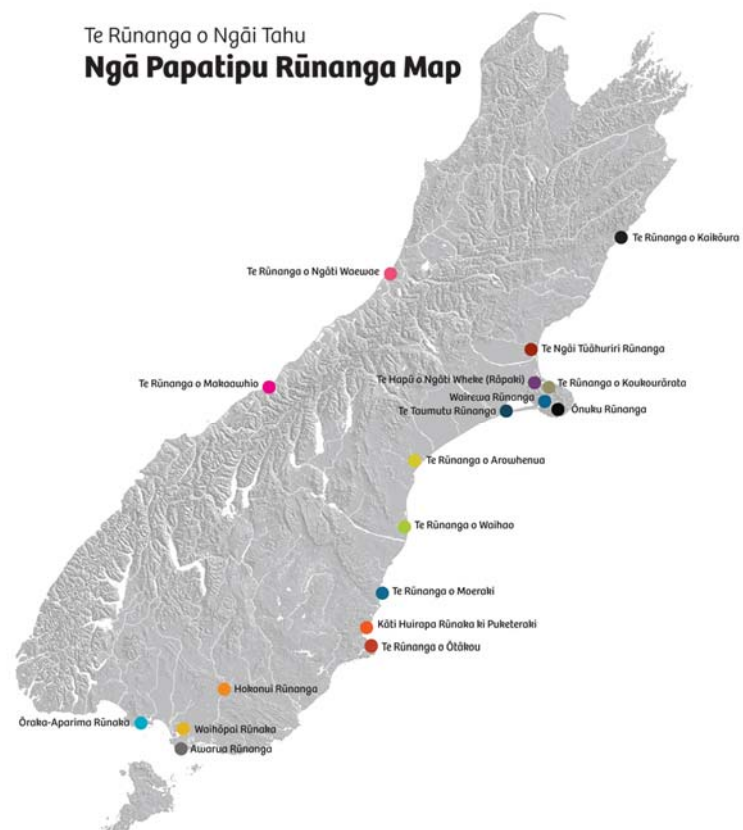 Te Rūnanga o Ngāi Tahu
Ngā Papatipu Rūnanga Map
Te Rūnanga o Kaikōura
Te Rūnanga o Ngāti Waewae
Te Ngāi Tūāhuriri Rūnanga
Te Hapū o Ngāti Wheke (Rāpaki)
Te Rūnanga o Makaawhio
Te Rūnanga o Koukourārata
Wairewa Rūnanga
Te Taumutu Rūnanga
Ōnuku Rūnanga
Te Rūnanga o Arowhenua
Te Rūnanga o Waihao
Te Rūnanga o Moeraki
Kāti Huirapa Rūnaka ki Puketeraki
Te Rūnanga o Ōtākou
Hokonui Rūnanga
Ōraka-Aparima Rūnaka
Waihōpai Rūnaka
Awarua Rūnanga